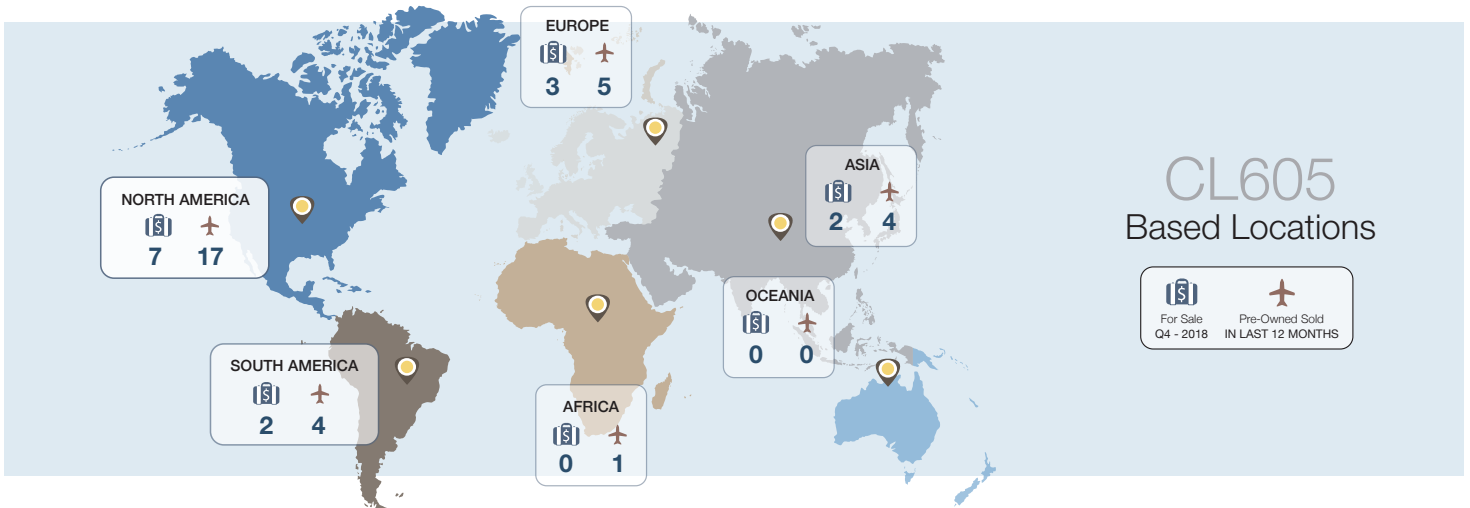 EUROPE
$
3 5
NORTH AMERICA
$
7 17
ASIA
$
2 4
OCEANIA
$
0 0
SOUTH AMERICA
$
2 4
AFRICA
$
0 1
CL605
Based Locations
$
For Sale Pre-Owned Sold
Q4 - 2018 IN LAST 12 MONTHS